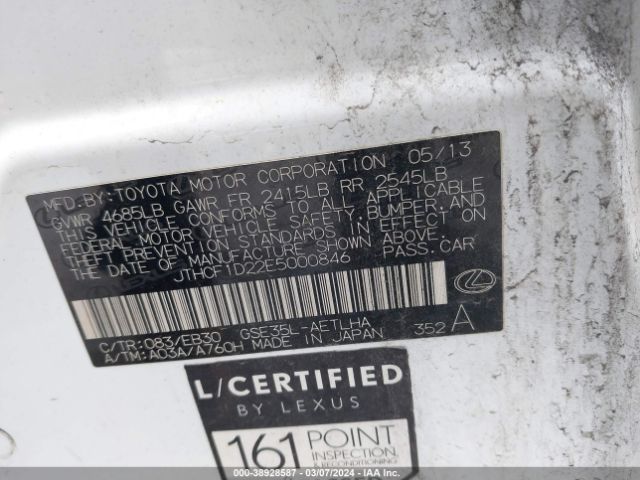 MFD. BY: TOYOTA MOTOR CORPORATION 05/13
GVWR 4685LB, GAWR FR 2415LB RR 2545LB
THIS VEHICLE CONFORMS TO ALL APPLICABLE
FEDERAL MOTOR VEHICLE SAFETY, BUMPER, AND
THEFT PREVENTION STANDARDS IN EFFECT ON
THE DATE OF MANUFACTURE SHOWN ABOVE.
JTHCF1D22E5000846 PASS. CAR
C/TR: 083/EB30 GSE35L-AETLHA
A/TM: A03A/A760H MADE IN JAPAN 352 A
L/CERTIFIED
BY LEXUS
161 POINT
INSPECTION
& RECONDITIONING
000-38928587 - 03/07/2024 - IAAI.COM